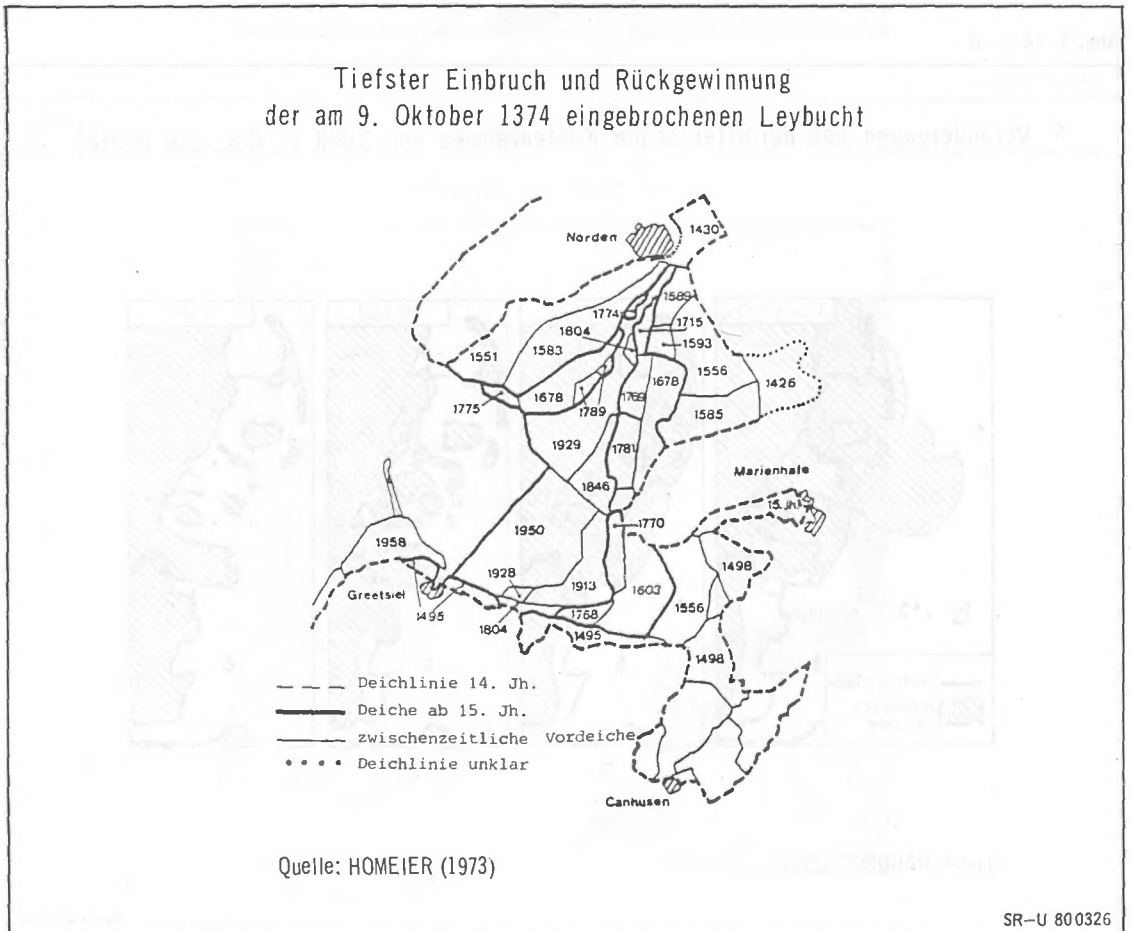 Tiefster Einbruch und Rückgewinnung
der am 9. Oktober 1374 eingebrochenen Leybucht
Norden
1430
1589
1774
1715
1804
1593
1551
1583
1556
1426
1678
1678
1769
1775
1789
1585
1929
1781
Marienhafe
1846
15. Jh.
1770
1950
1958
1498
1928
1913
1603
Greetsiel
1556
1495
1804
1768
1495
1498
Deichlinie 14. Jh.
Deiche ab 15. Jh.
zwischenzeitliche Vordeiche
Deichlinie unklar
Canhusen
Quelle: HOMEIER (1973)
SR-U 800326